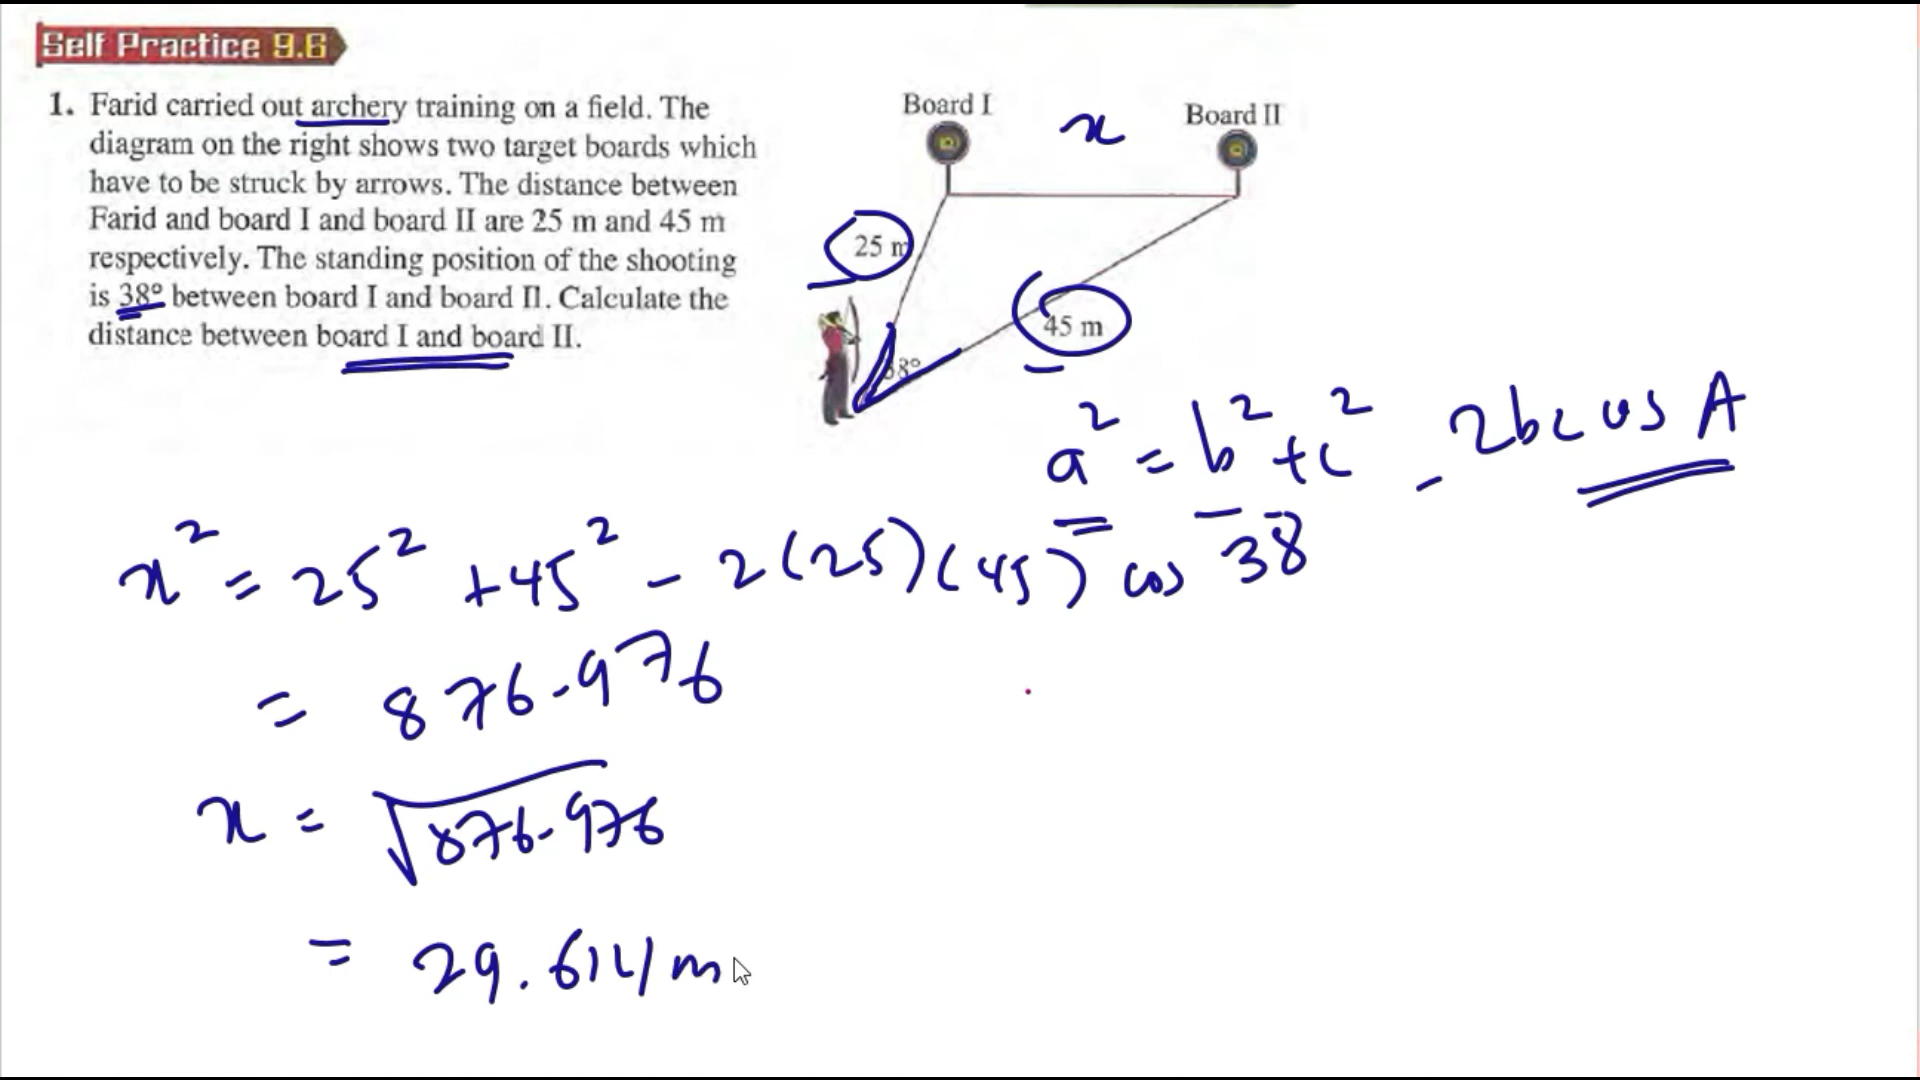 Self Practice 9.6
1. Farid carried out archery training on a field. The
diagram on the right shows two target boards which
have to be struck by arrows. The distance between
Farid and board I and board II are 25 m and 45 m
respectively. The standing position of the shooting
is 38° between board I and board II. Calculate the
distance between board I and board II.
Board I
x
Board II
25 m
45 m
38°
a² = b² + c² - 2bc cos A
x² = 25² + 45² - 2(25)(45) cos 38
= 876.976
x = √876.976
= 29.614 m